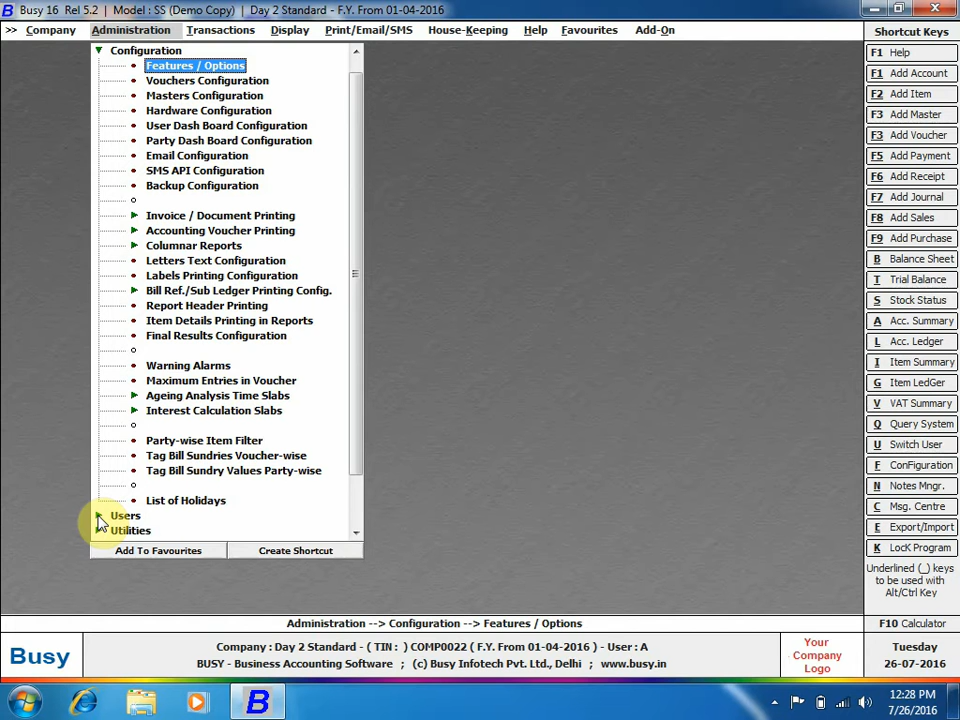 Busy 16 Rel 5.2 , Model : SS (Demo Copy) | Day 2 Standard - F.Y. From 01-04-2016
>> Company Administration Transactions Display Print/Email/SMS House-Keeping Help Favourites Add-On
Configuration
Features / Options
Vouchers Configuration
Masters Configuration
Hardware Configuration
User Dash Board Configuration
Party Dash Board Configuration
Email Configuration
SMS API Configuration
Backup Configuration
Invoice / Document Printing
Accounting Voucher Printing
Columnar Reports
Letters Text Configuration
Labels Printing Configuration
Bill Ref./Sub Ledger Printing Config.
Report Header Printing
Item Details Printing in Reports
Final Results Configuration
Warning Alarms
Maximum Entries in Voucher
Ageing Analysis Time Slabs
Interest Calculation Slabs
Party-wise Item Filter
Tag Bill Sundries Voucher-wise
Tag Bill Sundry Values Party-wise
List of Holidays
Users
Utilities
Add To Favourites Create Shortcut
Shortcut Keys
F1 Help
F1 Add Account
F2 Add Item
F3 Add Master
F3 Add Voucher
F5 Add Payment
F6 Add Receipt
F7 Add Journal
F8 Add Sales
F9 Add Purchase
B Balance Sheet
T Trial Balance
S Stock Status
A Acc. Summary
L Acc. Ledger
I Item Summary
G Item LedGer
V VAT Summary
Q Query System
U Switch User
F ConFiguration
N Notes Mngr.
C Msg. Centre
E Export/Import
K LocK Program
Underlined (_) keys
to be used with
Alt/Ctrl Key
F10 Calculator
Administration --> Configuration --> Features / Options
Busy
Company : Day 2 Standard - ( TIN : ) COMP0022 ( F.Y. From 01-04-2016 ) - User : A
BUSY - Business Accounting Software ; (c) Busy Infotech Pvt. Ltd., Delhi ; www.busy.in
Your
Company
Logo
Tuesday
26-07-2016
12:28 PM
7/26/2016